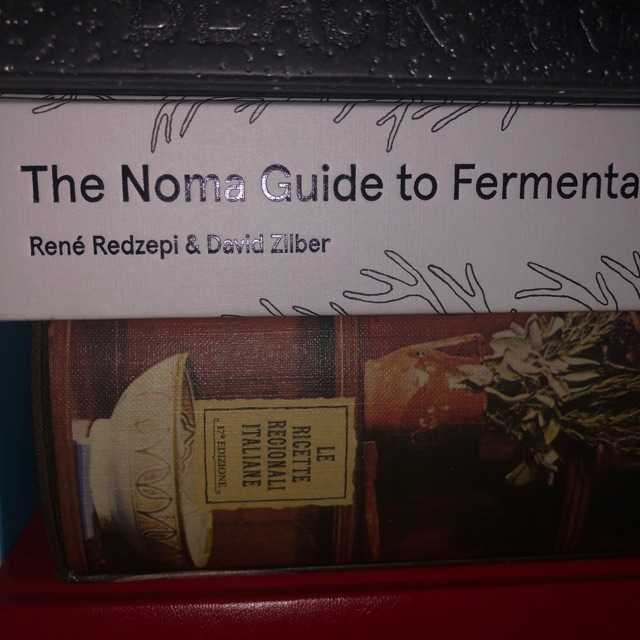 The Noma Guide to Fermenta
René Redzepi & David Zilber
LE
RICETTE
REGIONALI
ITALIANE